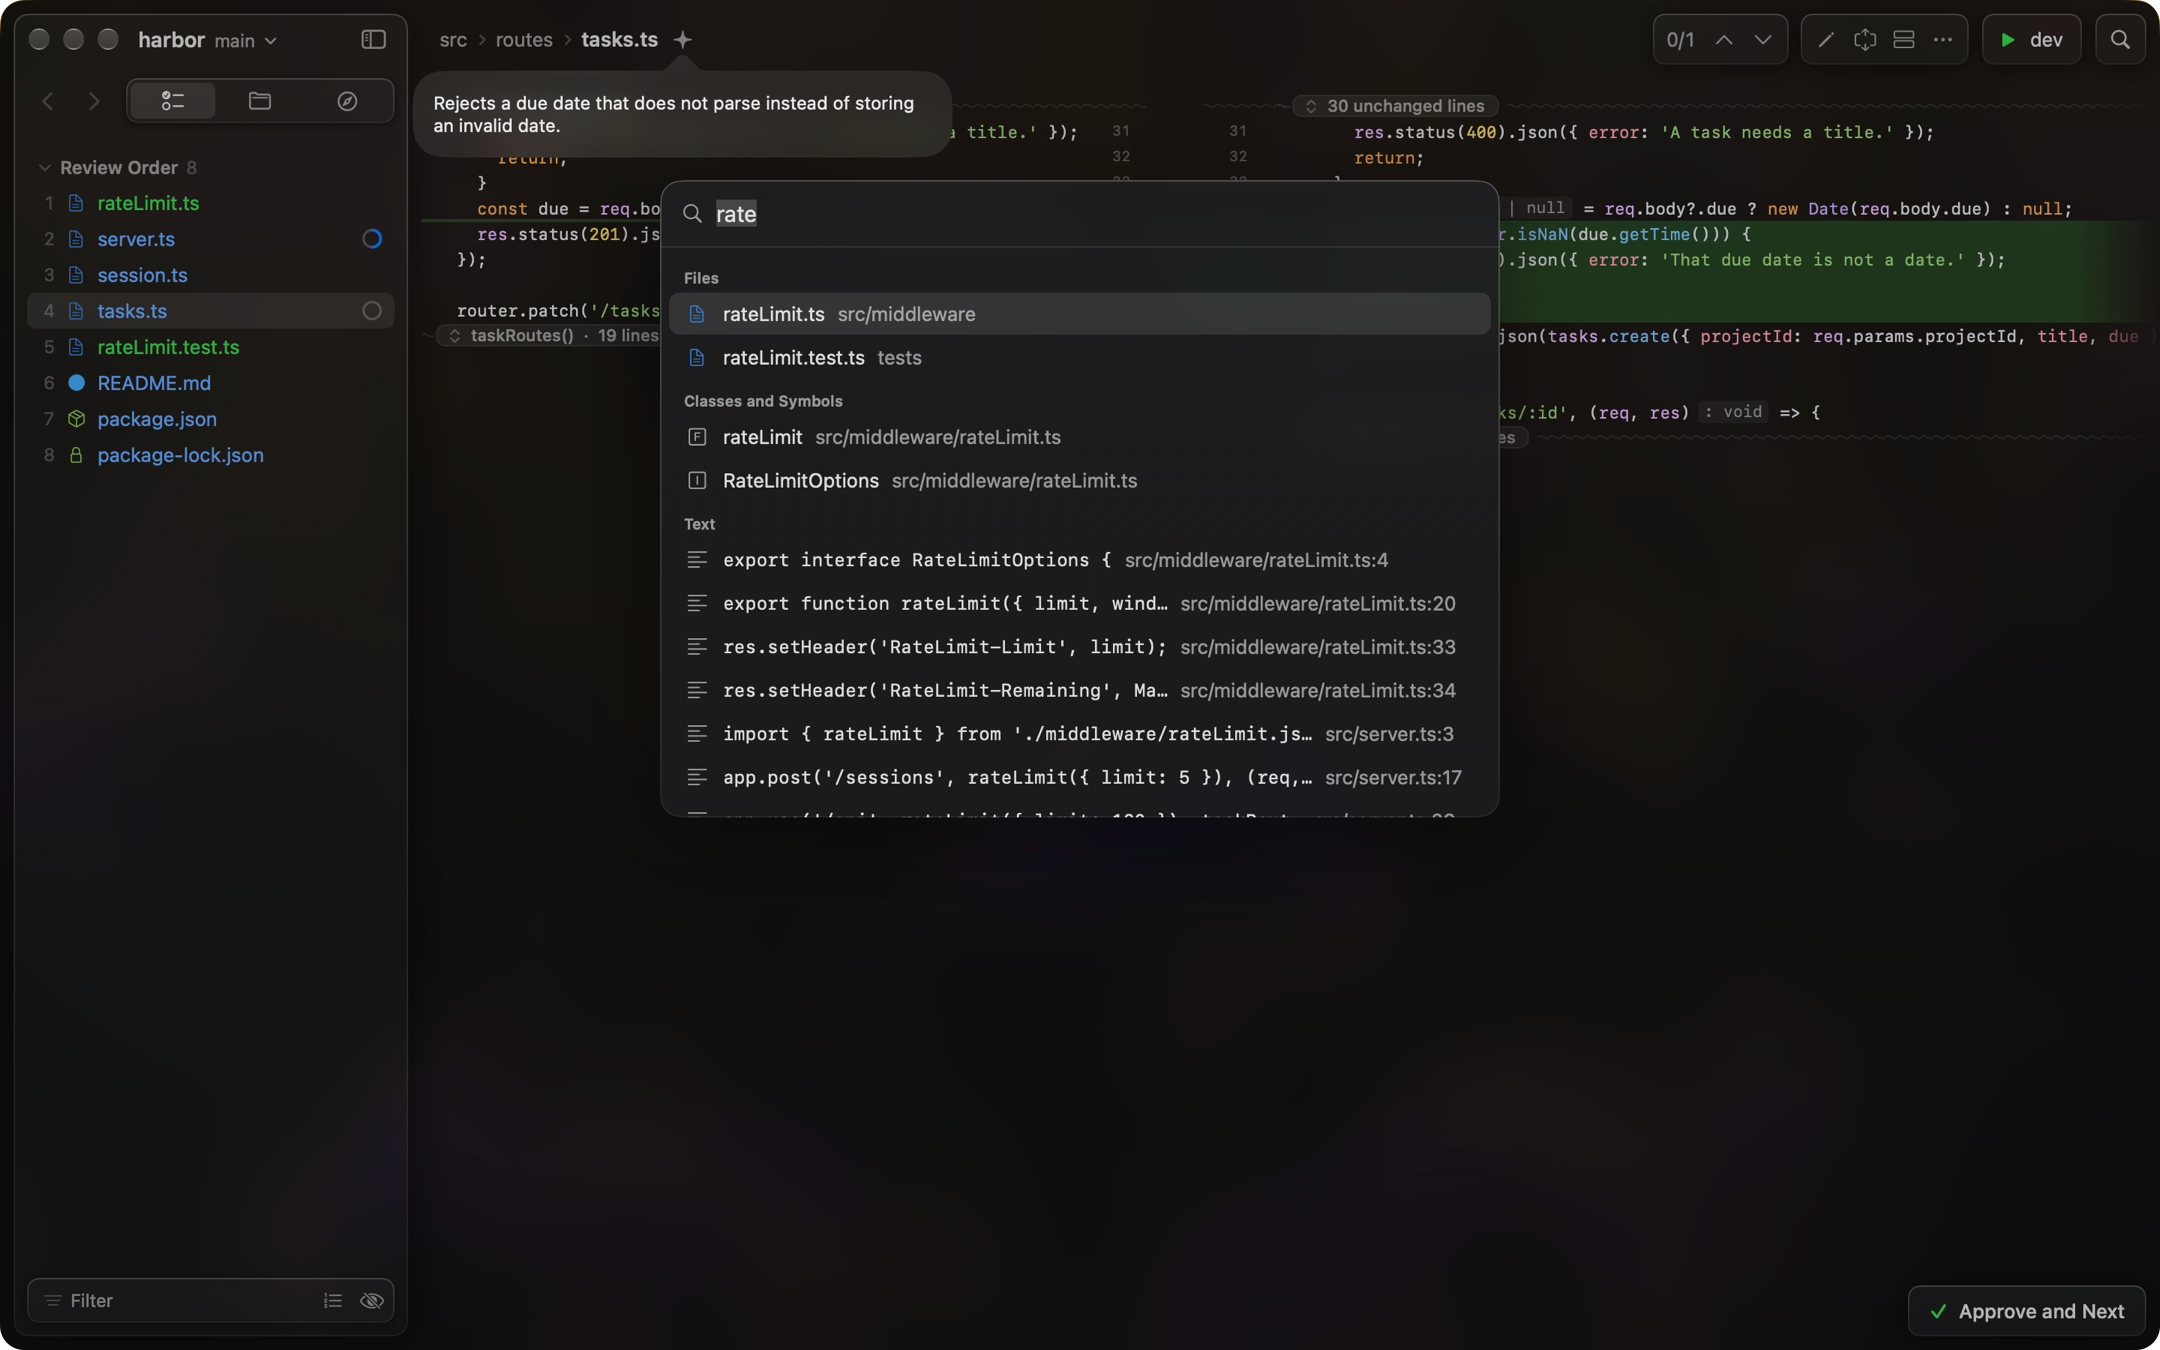 harbor main
src > routes > tasks.ts
0/1
dev
Review Order 8
1 rateLimit.ts
2 server.ts
3 session.ts
4 tasks.ts
5 rateLimit.test.ts
6 README.md
7 package.json
8 package-lock.json
Filter
Rejects a due date that does not parse instead of storing
an invalid date.
title.' }); 31
return; 32
}
const due = req.bo
res.status(201).js
});
router.patch('/tasks
taskRoutes() · 19 lines
30 unchanged lines
31 res.status(400).json({ error: 'A task needs a title.' });
32 return;
| null = req.body?.due ? new Date(req.body.due) : null;
.isNaN(due.getTime())) {
).json({ error: 'That due date is not a date.' });
json(tasks.create({ projectId: req.params.projectId, title, due
ks/:id', (req, res) : void => {
es
rate
Files
rateLimit.ts src/middleware
rateLimit.test.ts tests
Classes and Symbols
F rateLimit src/middleware/rateLimit.ts
I RateLimitOptions src/middleware/rateLimit.ts
Text
export interface RateLimitOptions { src/middleware/rateLimit.ts:4
export function rateLimit({ limit, wind… src/middleware/rateLimit.ts:20
res.setHeader('RateLimit-Limit', limit); src/middleware/rateLimit.ts:33
res.setHeader('RateLimit-Remaining', Ma… src/middleware/rateLimit.ts:34
import { rateLimit } from './middleware/rateLimit.js… src/server.ts:3
app.post('/sessions', rateLimit({ limit: 5 }), (req,… src/server.ts:17
Approve and Next